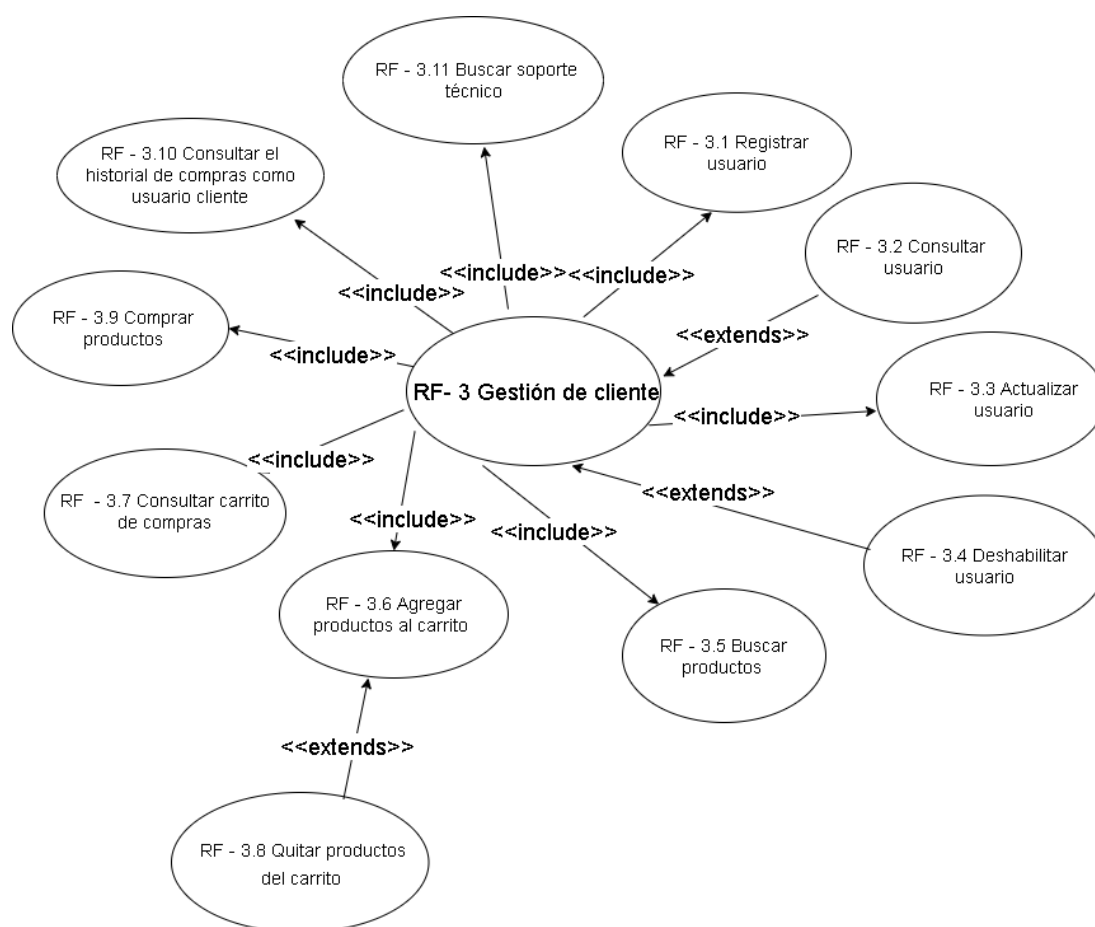 RF - 3.11 Buscar soporte
técnico
RF - 3.1 Registrar
usuario
RF - 3.10 Consultar el
historial de compras como
usuario cliente
RF - 3.2 Consultar
usuario
<<include>>
<<include>>
<<include>>
RF - 3.9 Comprar
productos
<<extends>>
<<include>>
RF- 3 Gestión de cliente
RF - 3.3 Actualizar
usuario
<<include>>
<<include>>
<<extends>>
RF - 3.7 Consultar carrito
de compras
<<include>>
<<include>>
RF - 3.4 Deshabilitar
usuario
RF - 3.6 Agregar
productos al carrito
RF - 3.5 Buscar
productos
<<extends>>
RF - 3.8 Quitar productos
del carrito